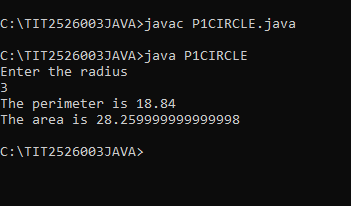 C:\TIT2526003JAVA>javac P1CIRCLE.java
C:\TIT2526003JAVA>java P1CIRCLE
Enter the radius
3
The perimeter is 18.84
The area is 28.259999999999998
C:\TIT2526003JAVA>